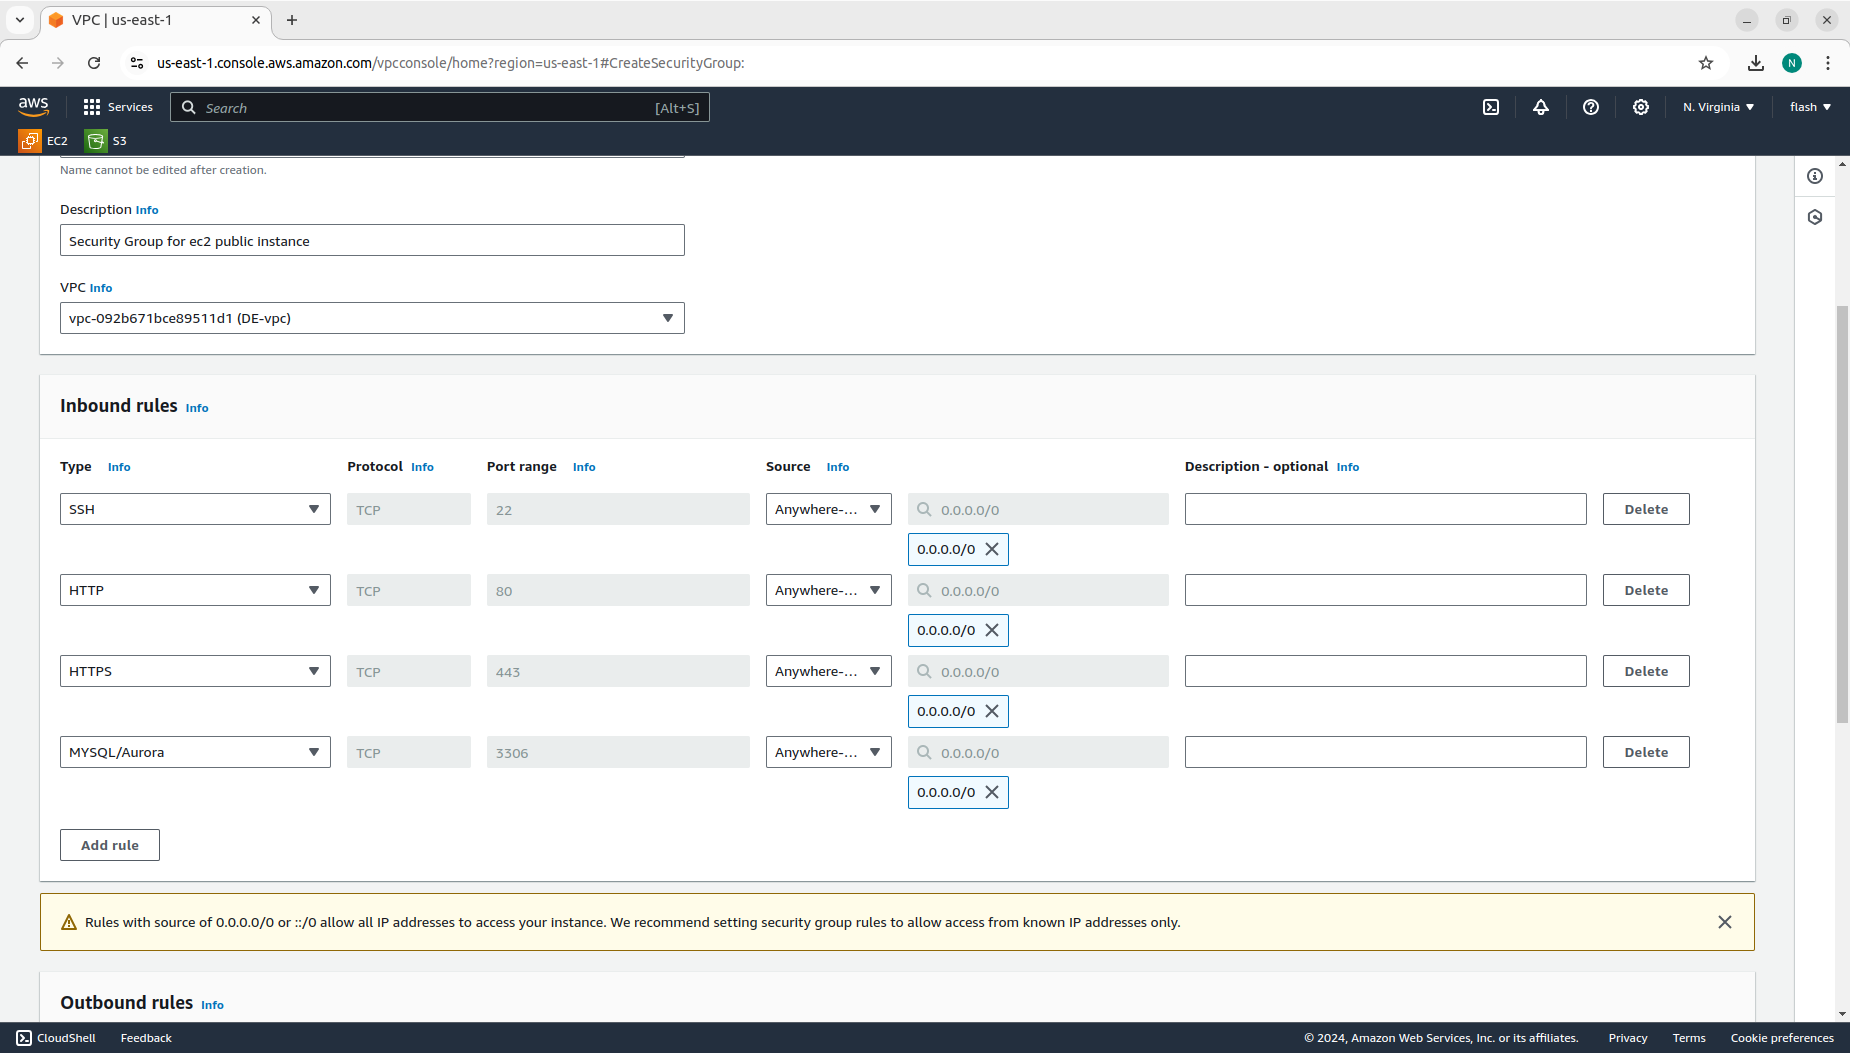 VPC | us-east-1
us-east-1.console.aws.amazon.com/vpcconsole/home?region=us-east-1#CreateSecurityGroup:
N
aws
Services
Search
[Alt+S]
N. Virginia
flash
EC2
S3
Name cannot be edited after creation.
Description Info
Security Group for ec2 public instance
VPC Info
vpc-092b671bce89511d1 (DE-vpc)
Inbound rules Info
Type Info Protocol Info Port range Info Source Info Description - optional Info
SSH TCP 22 Anywhere-... 0.0.0.0/0 Delete
0.0.0.0/0
HTTP TCP 80 Anywhere-... 0.0.0.0/0 Delete
0.0.0.0/0
HTTPS TCP 443 Anywhere-... 0.0.0.0/0 Delete
0.0.0.0/0
MYSQL/Aurora TCP 3306 Anywhere-... 0.0.0.0/0 Delete
0.0.0.0/0
Add rule
Rules with source of 0.0.0.0/0 or ::/0 allow all IP addresses to access your instance. We recommend setting security group rules to allow access from known IP addresses only.
Outbound rules Info
CloudShell Feedback © 2024, Amazon Web Services, Inc. or its affiliates. Privacy Terms Cookie preferences